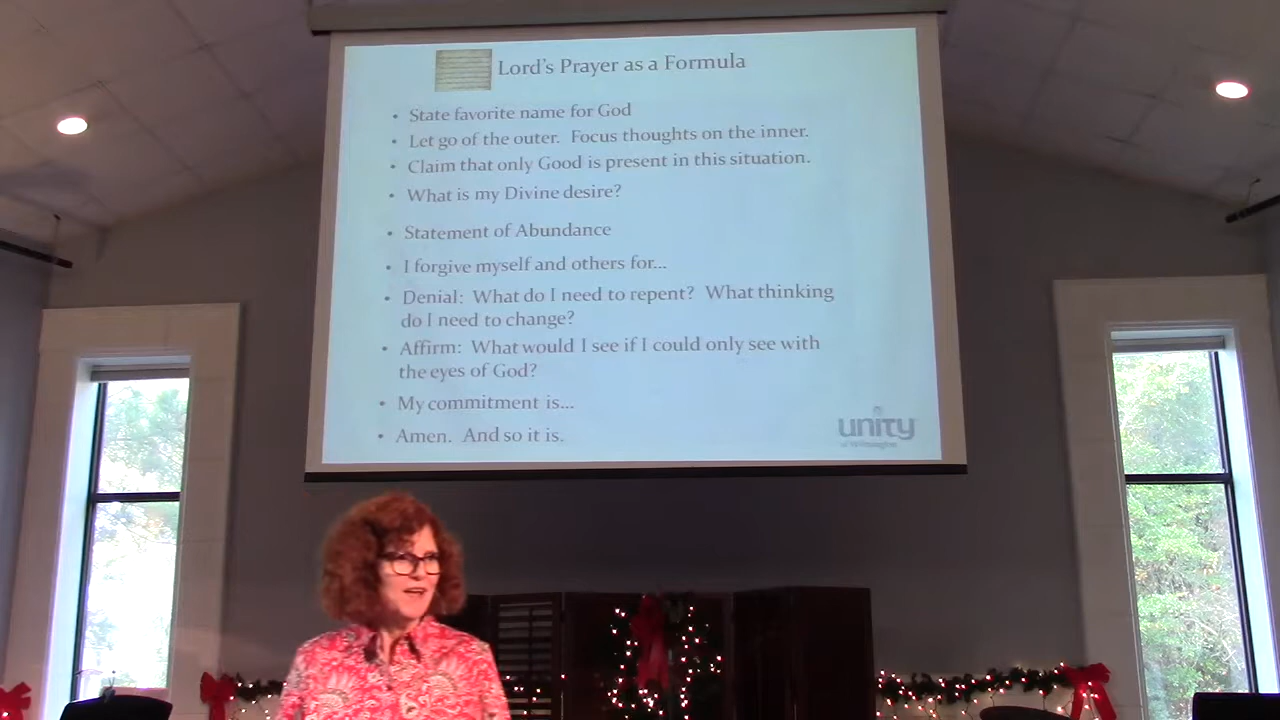 Lord's Prayer as a Formula
• State favorite name for God
• Let go of the outer.  Focus thoughts on the inner.
• Claim that only Good is present in this situation.
• What is my Divine desire?
• Statement of Abundance
• I forgive myself and others for...
• Denial:  What do I need to repent?  What thinking
do I need to change?
• Affirm:  What would I see if I could only see with
the eyes of God?
• My commitment is...
• Amen.  And so it is.
unity